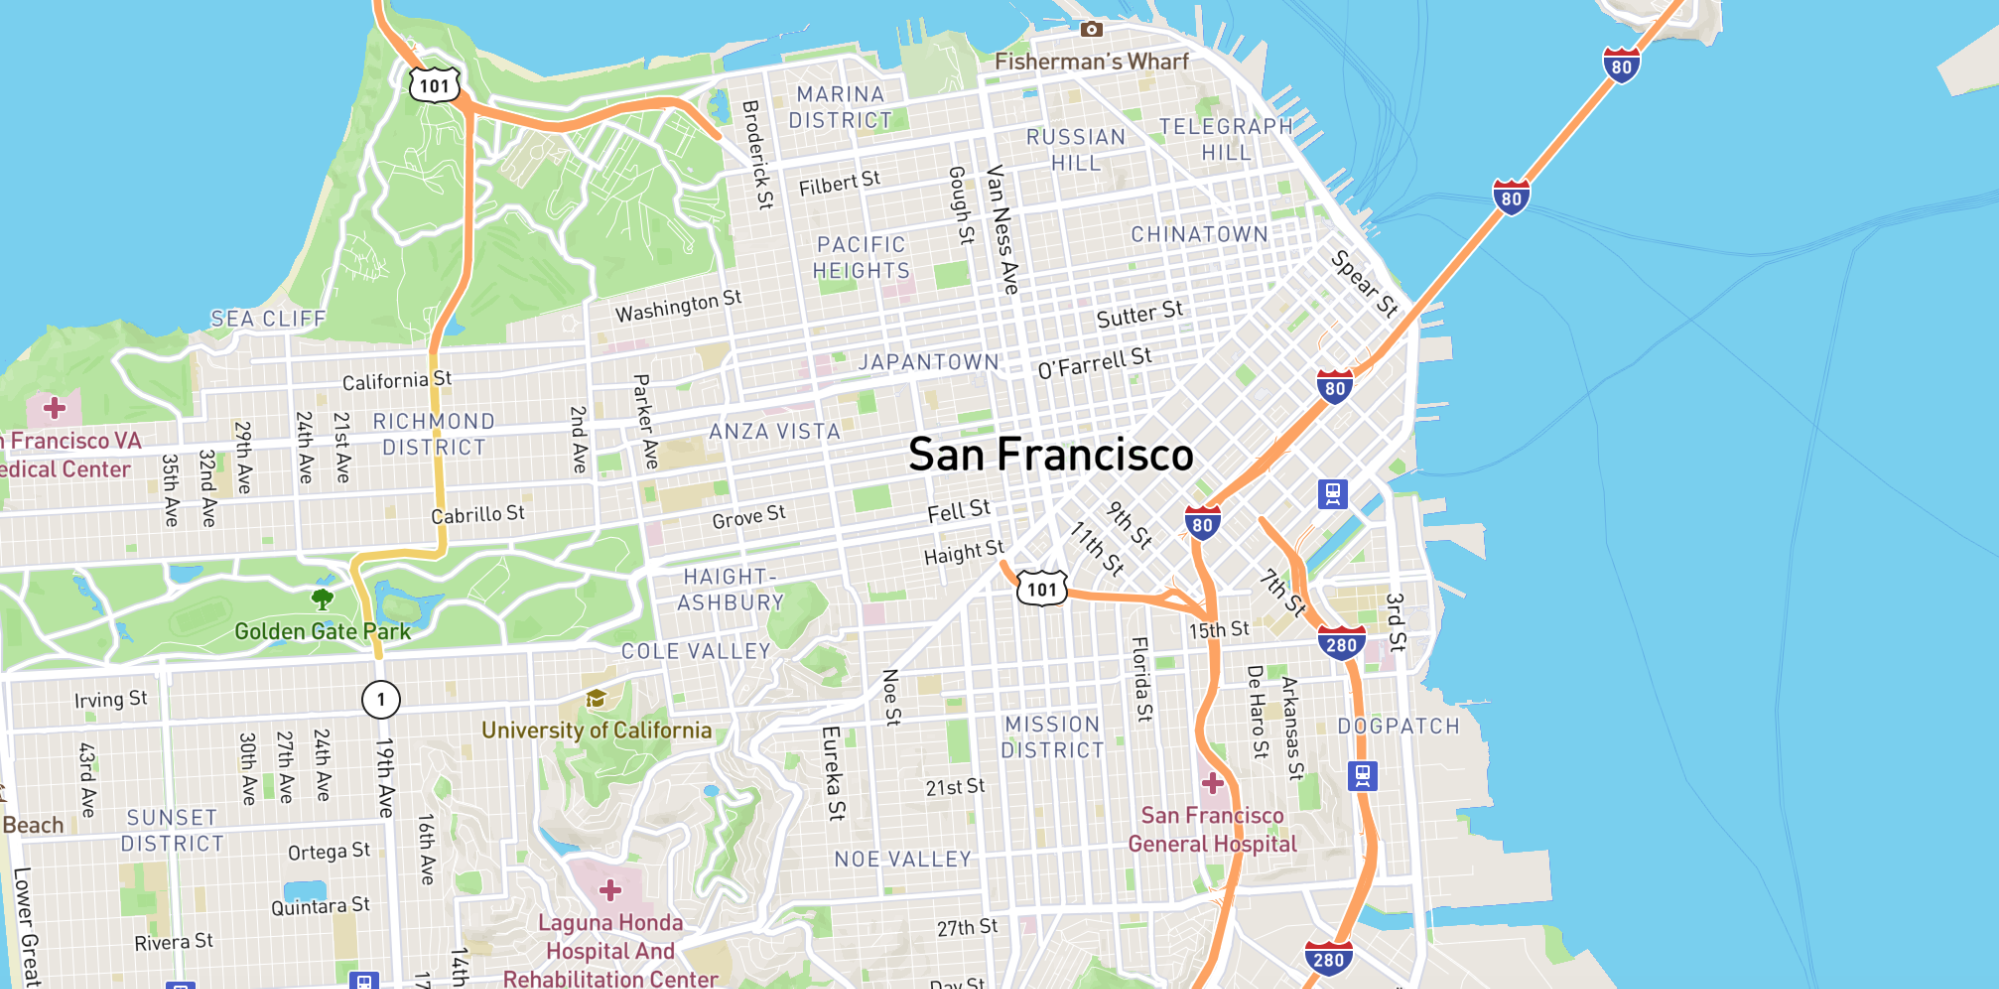 80
Fisherman's Wharf
101
MARINA
DISTRICT
Broderick St
RUSSIAN
HILL
TELEGRAPH
HILL
Filbert St
Gough St
Van Ness Ave
80
PACIFIC
HEIGHTS
CHINATOWN
Spear St
Washington St
SEA CLIFF
Sutter St
JAPANTOWN
O'Farrell St
80
California St
RICHMOND
DISTRICT
Parker Ave
2nd Ave
24th Ave
21st Ave
29th Ave
32nd Ave
35th Ave
n Francisco VA
edical Center
ANZA VISTA
San Francisco
Cabrillo St
Grove St
Fell St
9th St
11th St
80
Haight St
HAIGHT-
ASHBURY
101
7th St
3rd St
Golden Gate Park
15th St
280
COLE VALLEY
Irving St
1
University of California
Noe St
Florida St
De Haro St
Arkansas St
MISSION
DISTRICT
DOGPATCH
43rd Ave
30th Ave
27th Ave
24th Ave
19th Ave
Eureka St
21st St
San Francisco
General Hospital
Beach
SUNSET
DISTRICT
16th Ave
Ortega St
NOE VALLEY
Lower Great
Quintara St
Laguna Honda
Hospital And
Rehabilitation Center
27th St
Rivera St
14th
17
280
Day St